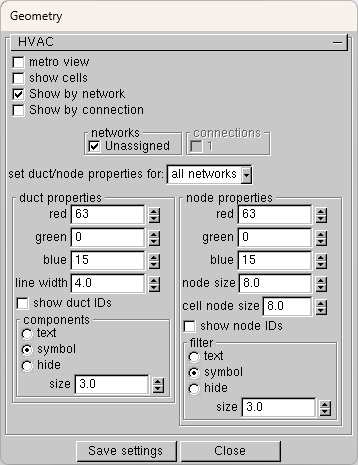 Geometry
HVAC
metro view
show cells
Show by network
Show by connection
networks
Unassigned
connections
1
set duct/node properties for: all networks
duct properties
red 63
green 0
blue 15
line width 4.0
show duct IDs
components
text
symbol
hide
size 3.0
node properties
red 63
green 0
blue 15
node size 8.0
cell node size 8.0
show node IDs
filter
text
symbol
hide
size 3.0
Save settings
Close